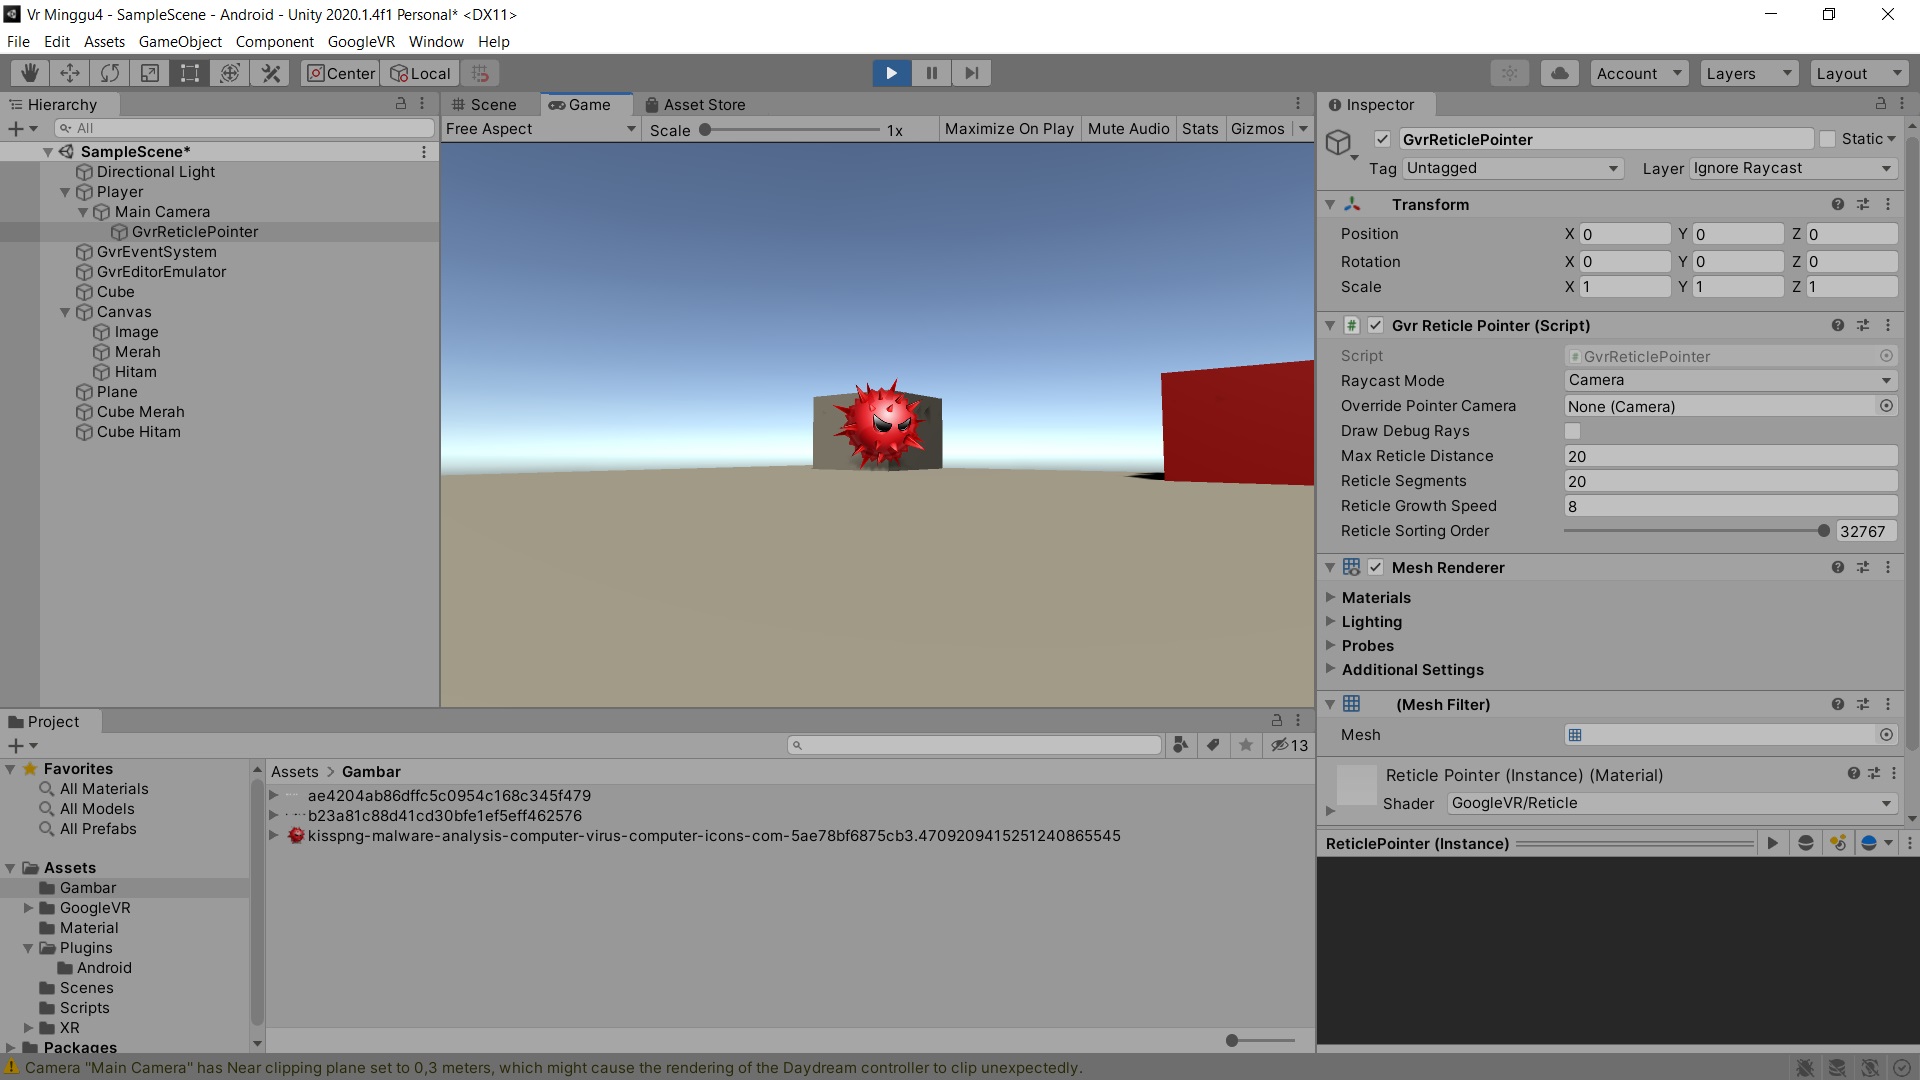 Vr Minggu4 - SampleScene - Android - Unity 2020.1.4f1 Personal* <DX11>
File Edit Assets GameObject Component GoogleVR Window Help
Center Local Account Layers Layout
Hierarchy
All
SampleScene*
Directional Light
Player
Main Camera
GvrReticlePointer
GvrEventSystem
GvrEditorEmulator
Cube
Canvas
Image
Merah
Hitam
Plane
Cube Merah
Cube Hitam
Scene Game Asset Store
Free Aspect Scale 1x Maximize On Play Mute Audio Stats Gizmos
Inspector
GvrReticlePointer Static
Tag Untagged Layer Ignore Raycast
Transform
Position X 0 Y 0 Z 0
Rotation X 0 Y 0 Z 0
Scale X 1 Y 1 Z 1
# Gvr Reticle Pointer (Script)
Script GvrReticlePointer
Raycast Mode Camera
Override Pointer Camera None (Camera)
Draw Debug Rays
Max Reticle Distance 20
Reticle Segments 20
Reticle Growth Speed 8
Reticle Sorting Order 32767
Mesh Renderer
Materials
Lighting
Probes
Additional Settings
(Mesh Filter)
Mesh
Reticle Pointer (Instance) (Material)
Shader GoogleVR/Reticle
ReticlePointer (Instance)
Project
13
Favorites
All Materials
All Models
All Prefabs
Assets
Gambar
GoogleVR
Material
Plugins
Android
Scenes
Scripts
XR
Packages
Assets > Gambar
ae4204ab86dffc5c0954c168c345f479
b23a81c88d41cd30bfe1ef5eff462576
kisspng-malware-analysis-computer-virus-computer-icons-com-5ae78bf6875cb3.4709209415251240865545
Camera "Main Camera" has Near clipping plane set to 0,3 meters, which might cause the rendering of the Daydream controller to clip unexpectedly.